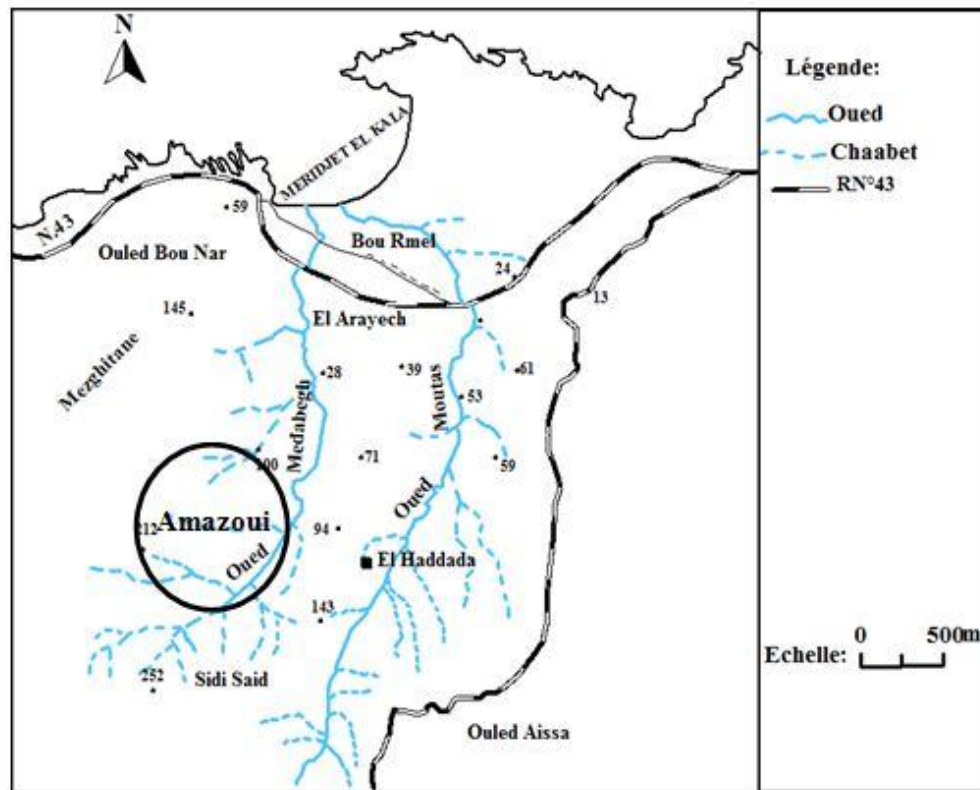 N
Légende:
Oued
Chaabet
RN°43
MERIDJET EL KALA
N.43
59
Ouled Bou Nar
Bou Rmel
24
13
145
El Arayech
Mezghitane
28
39
61
Medabegh
Moutas
53
100
71
59
Amazoui
212
94
Oued
Oued
El Haddada
143
252
Sidi Said
Ouled Aissa
0 500m
Echelle: